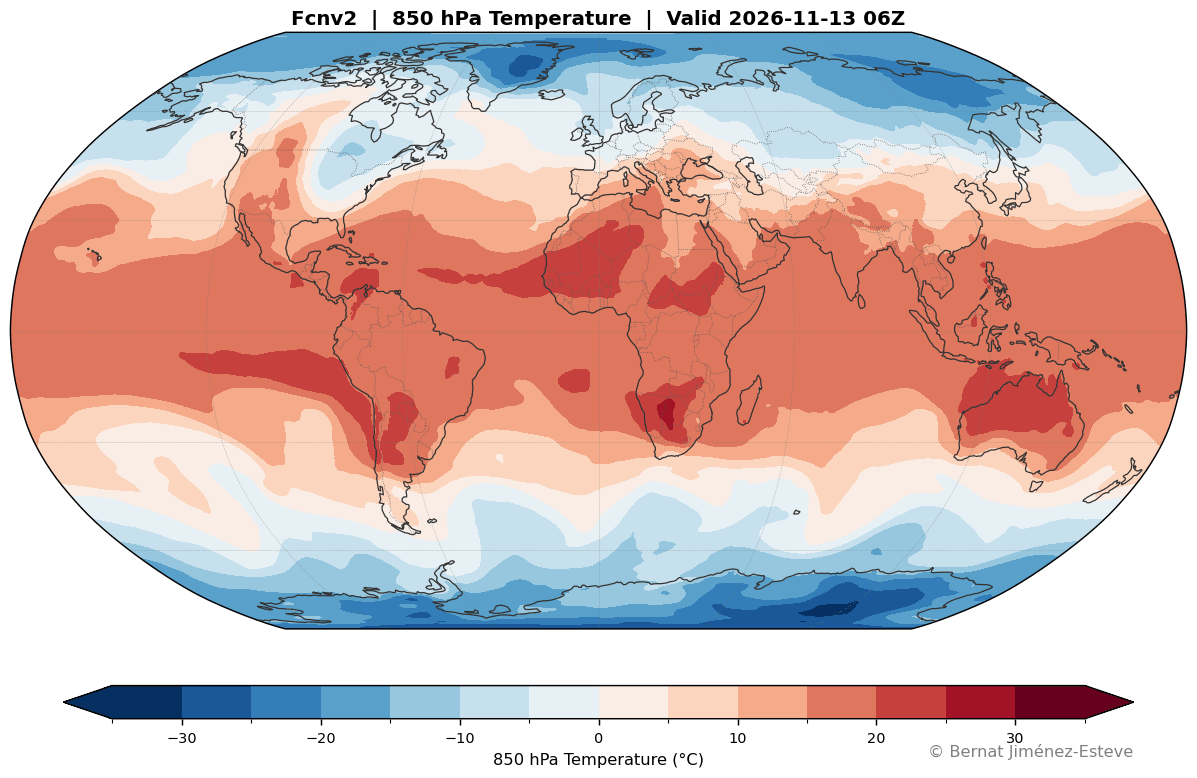 Fcnv2 | 850 hPa Temperature | Valid 2026-11-13 06Z
−30 −20 −10 0 10 20 30
850 hPa Temperature (°C)
© Bernat Jiménez-Esteve